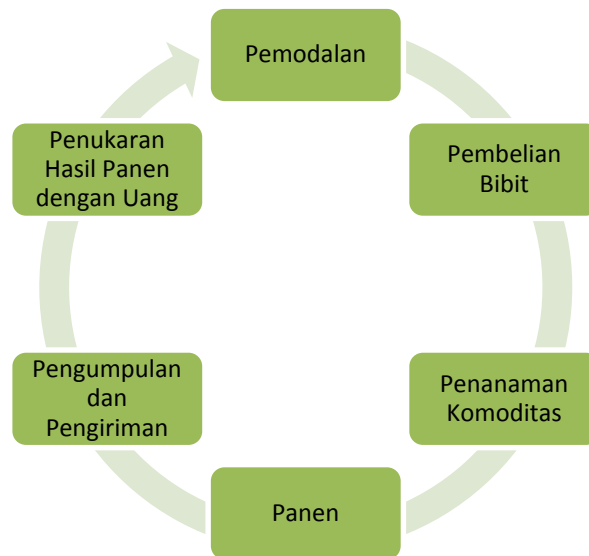 Pemodalan
Pembelian
Bibit
Penanaman
Komoditas
Panen
Pengumpulan
dan
Pengiriman
Penukaran
Hasil Panen
dengan Uang